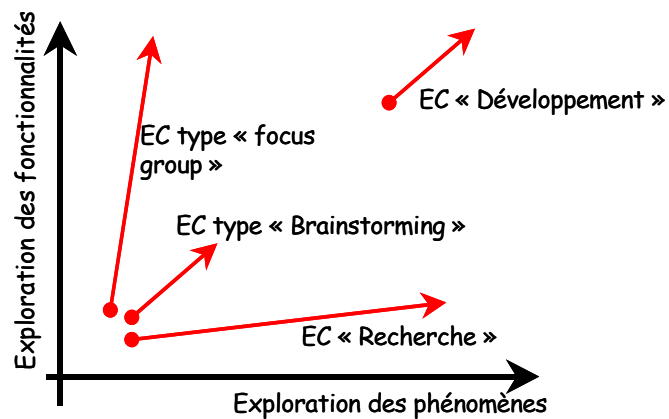 Exploration des fonctionnalités
EC « Développement »
EC type « focus
group »
EC type « Brainstorming »
EC « Recherche »
Exploration des phénomènes